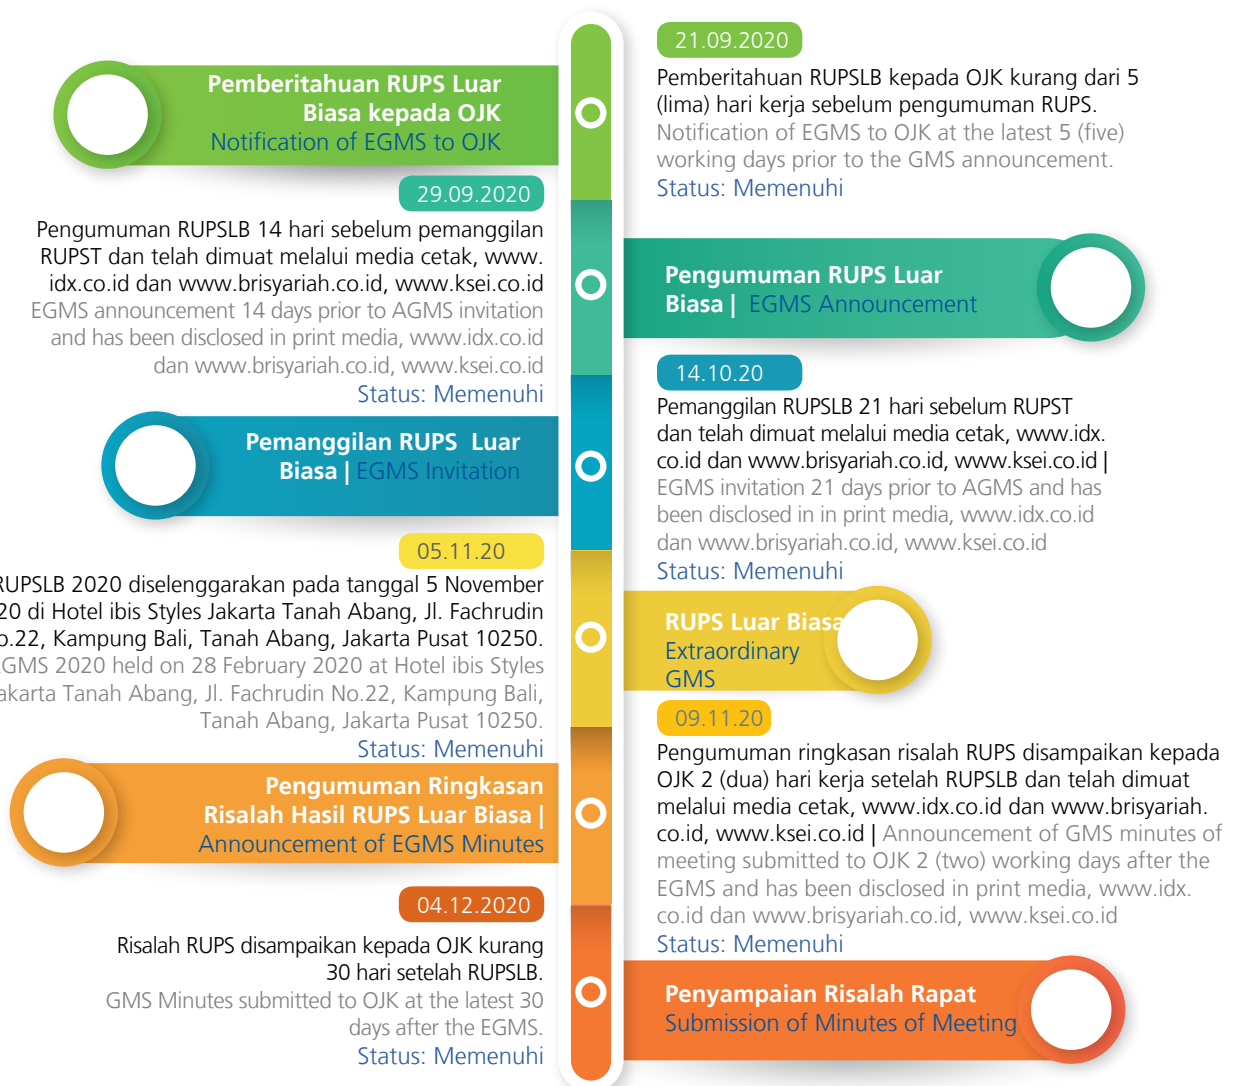 Pemberitahuan RUPS Luar
Biasa kepada OJK
Notification of EGMS to OJK
21.09.2020
Pemberitahuan RUPSLB kepada OJK kurang dari 5
(lima) hari kerja sebelum pengumuman RUPS.
Notification of EGMS to OJK at the latest 5 (five)
working days prior to the GMS announcement.
Status: Memenuhi
29.09.2020
Pengumuman RUPSLB 14 hari sebelum pemanggilan
RUPST dan telah dimuat melalui media cetak, www.
idx.co.id dan www.brisyariah.co.id, www.ksei.co.id
EGMS announcement 14 days prior to AGMS invitation
and has been disclosed in print media, www.idx.co.id
dan www.brisyariah.co.id, www.ksei.co.id
Status: Memenuhi
Pengumuman RUPS Luar
Biasa | EGMS Announcement
Pemanggilan RUPS Luar
Biasa | EGMS Invitation
14.10.20
Pemanggilan RUPSLB 21 hari sebelum RUPST
dan telah dimuat melalui media cetak, www.idx.
co.id dan www.brisyariah.co.id, www.ksei.co.id |
EGMS invitation 21 days prior to AGMS and has
been disclosed in in print media, www.idx.co.id
dan www.brisyariah.co.id, www.ksei.co.id
Status: Memenuhi
05.11.20
RUPSLB 2020 diselenggarakan pada tanggal 5 November
20 di Hotel ibis Styles Jakarta Tanah Abang, Jl. Fachrudin
o.22, Kampung Bali, Tanah Abang, Jakarta Pusat 10250.
GMS 2020 held on 28 February 2020 at Hotel ibis Styles
akarta Tanah Abang, Jl. Fachrudin No.22, Kampung Bali,
Tanah Abang, Jakarta Pusat 10250.
Status: Memenuhi
RUPS Luar Biasa
Extraordinary
GMS
Pengumuman Ringkasan
Risalah Hasil RUPS Luar Biasa |
Announcement of EGMS Minutes
09.11.20
Pengumuman ringkasan risalah RUPS disampaikan kepada
OJK 2 (dua) hari kerja setelah RUPSLB dan telah dimuat
melalui media cetak, www.idx.co.id dan www.brisyariah.
co.id, www.ksei.co.id | Announcement of GMS minutes of
meeting submitted to OJK 2 (two) working days after the
EGMS and has been disclosed in print media, www.idx.
co.id dan www.brisyariah.co.id, www.ksei.co.id
Status: Memenuhi
04.12.2020
Risalah RUPS disampaikan kepada OJK kurang
30 hari setelah RUPSLB.
GMS Minutes submitted to OJK at the latest 30
days after the EGMS.
Status: Memenuhi
Penyampaian Risalah Rapat
Submission of Minutes of Meeting